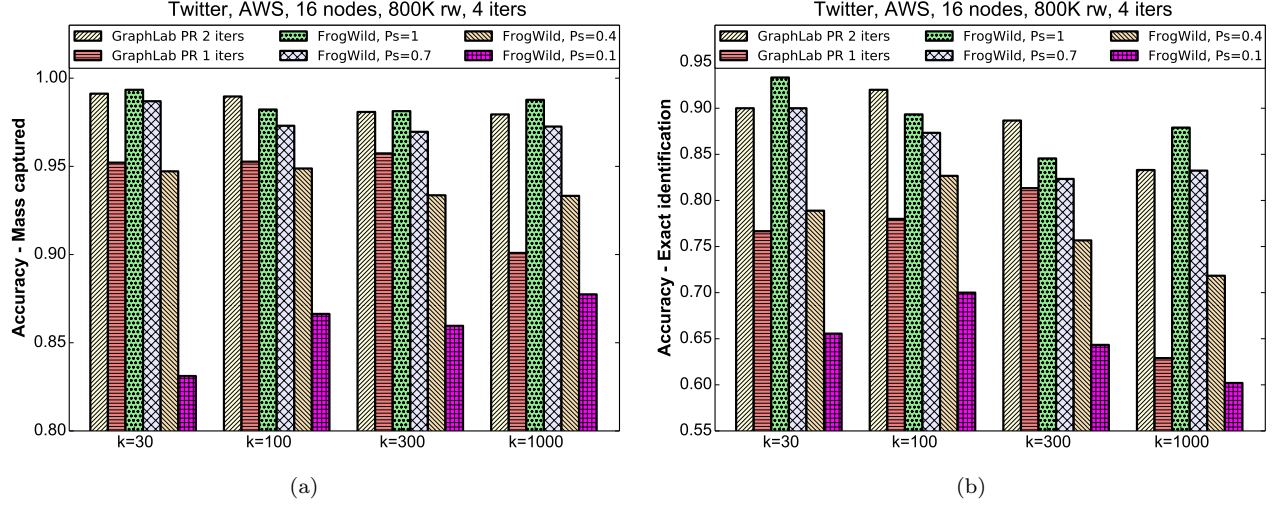 Twitter, AWS, 16 nodes, 800K rw, 4 iters
GraphLab PR 2 iters
FrogWild, Ps=1
FrogWild, Ps=0.4
GraphLab PR 1 iters
FrogWild, Ps=0.7
FrogWild, Ps=0.1
Accuracy - Mass captured
1.00
0.95
0.90
0.85
0.80
k=30
k=100
k=300
k=1000
(a)
Twitter, AWS, 16 nodes, 800K rw, 4 iters
GraphLab PR 2 iters
FrogWild, Ps=1
FrogWild, Ps=0.4
GraphLab PR 1 iters
FrogWild, Ps=0.7
FrogWild, Ps=0.1
Accuracy - Exact identification
0.95
0.90
0.85
0.80
0.75
0.70
0.65
0.60
0.55
k=30
k=100
k=300
k=1000
(b)